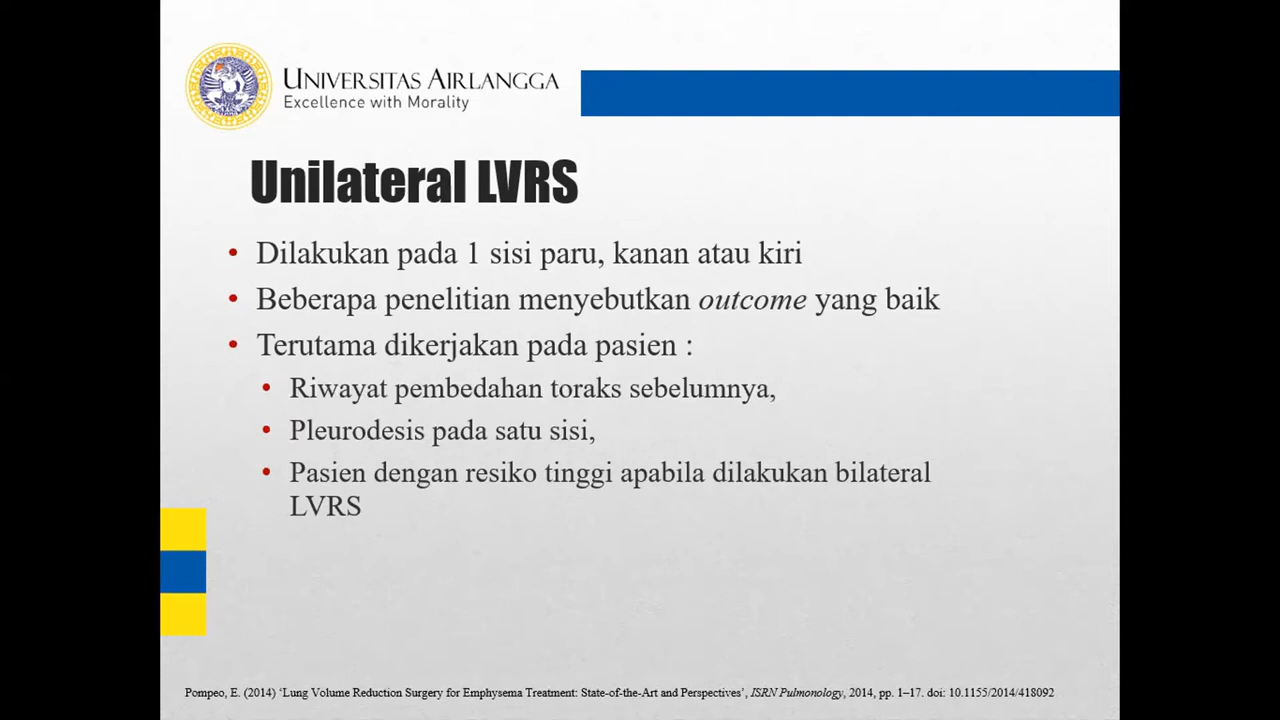 UNIVERSITAS AIRLANGGA
Excellence with Morality
Unilateral LVRS
• Dilakukan pada 1 sisi paru, kanan atau kiri
• Beberapa penelitian menyebutkan outcome yang baik
• Terutama dikerjakan pada pasien :
• Riwayat pembedahan toraks sebelumnya,
• Pleurodesis pada satu sisi,
• Pasien dengan resiko tinggi apabila dilakukan bilateral
LVRS
Pompeo, E. (2014) ‘Lung Volume Reduction Surgery for Emphysema Treatment: State-of-the-Art and Perspectives’, ISRN Pulmonology, 2014, pp. 1–17. doi: 10.1155/2014/418092